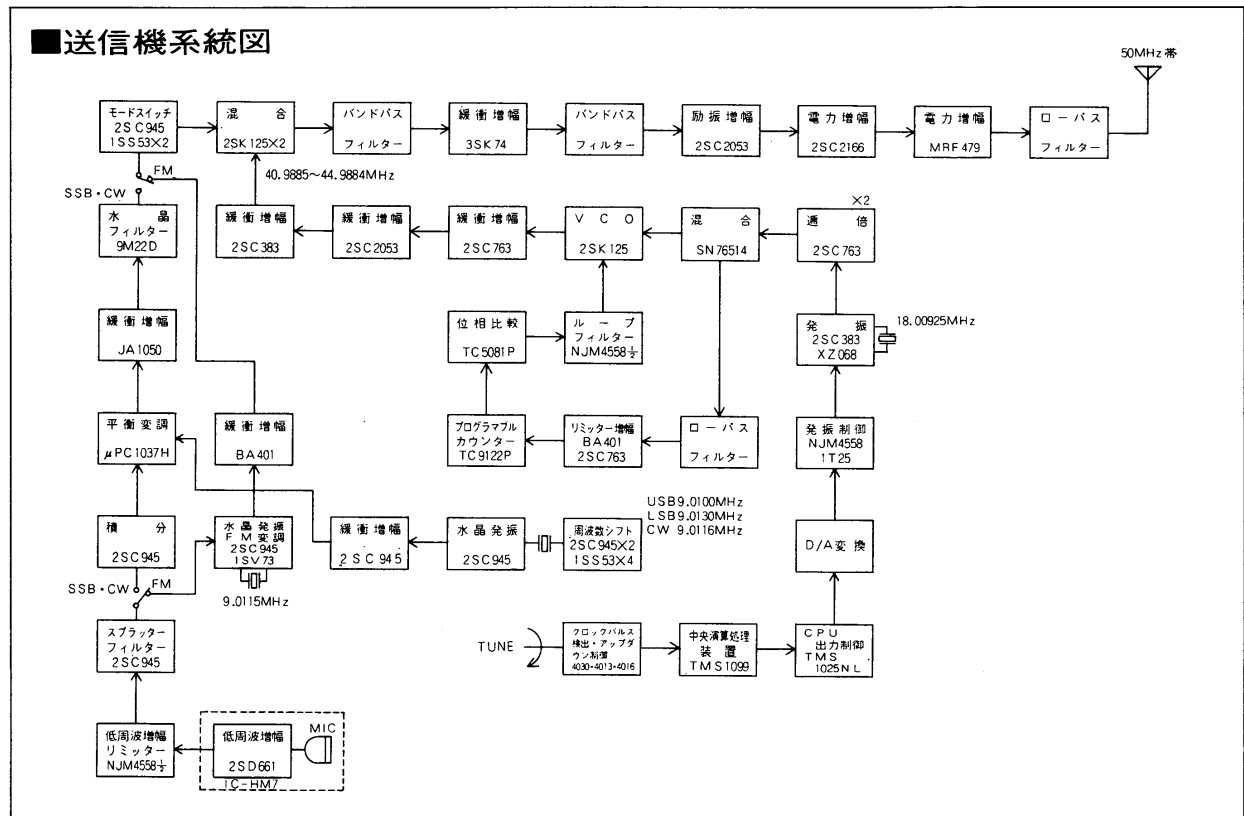 ■送信機系統図
50MHz帯
モードスイッチ
2SC945
1SS53×2
混合
2SK125×2
バンドパス
フィルター
緩衝増幅
3SK74
バンドパス
フィルター
励振増幅
2SC2053
電力増幅
2SC2166
電力増幅
MRF479
ローパス
フィルター
FM
SSB・CW
40.9885～44.9884MHz
水晶
フィルター
9M22D
緩衝増幅
2SC383
緩衝増幅
2SC2053
緩衝増幅
2SC763
VCO
2SK125
混合
SN76514
×2
逓倍
2SC763
緩衝増幅
JA1050
位相比較
TC5081P
ループ
フィルター
NJM4558½
発振
2SC383
XZ068
18.00925MHz
平衡変調
μPC1037H
緩衝増幅
BA401
プログラマブル
カウンター
TC9122P
リミッター増幅
BA401
2SC763
ローパス
フィルター
発振制御
NJM4558
1T25
積分
2SC945
水晶発振
FM変調
2SC945
1SV73
9.0115MHz
緩衝増幅
2SC945
水晶発振
2SC945
周波数シフト
2SC945×2
1SS53×4
USB9.0100MHz
LSB9.0130MHz
CW 9.0116MHz
D/A変換
SSB・CW
FM
スプラッター
フィルター
2SC945
TUNE
クロックパルス
検出・アップダ
ウン制御
4030・4013・4016
中央演算処理
装置
TMS1099
CPU
出力制御
TMS
1025NL
低周波増幅
リミッター
NJM4558½
低周波増幅
2SD661
MIC
IC-HM7